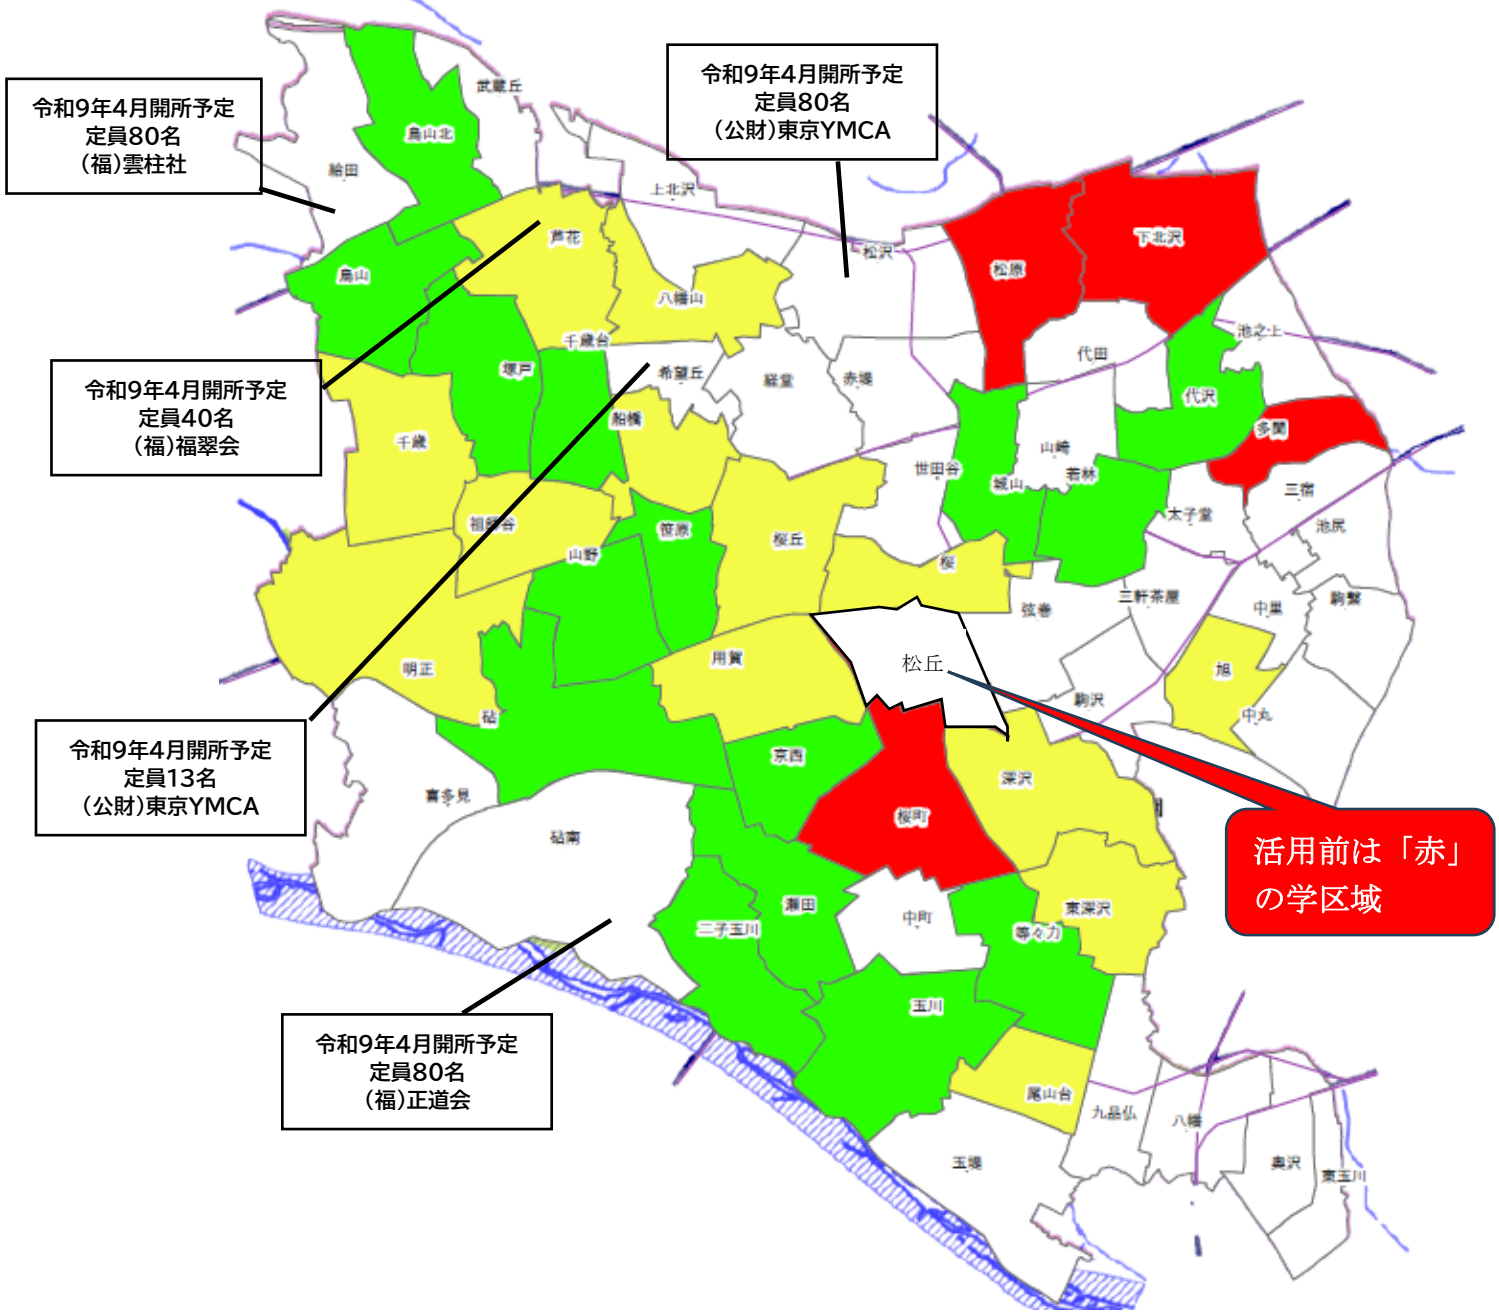 令和9年4月開所予定
定員80名
（福）雲柱社
令和9年4月開所予定
定員80名
（公財）東京YMCA
武蔵丘
烏山北
給田
上北沢
芦花
松沢
下北沢
松原
烏山
八幡山
池之上
千歳台
代田
塚戸
希望丘
経堂
赤堤
代沢
令和9年4月開所予定
定員40名
（福）福翠会
船橋
多聞
千歳
山崎
世田谷
若林
城山
三宿
太子堂
池尻
祖師谷
笹原
桜丘
山野
桜
三軒茶屋
駒繋
弦巻
中里
用賀
松丘
明正
旭
駒沢
中丸
砧
令和9年4月開所予定
定員13名
（公財）東京YMCA
京西
深沢
喜多見
桜町
砧南
活用前は「赤」
の学区域
瀬田
東深沢
中町
二子玉川
等々力
玉川
令和9年4月開所予定
定員80名
（福）正道会
尾山台
九品仏
八幡
玉堤
奥沢
東玉川